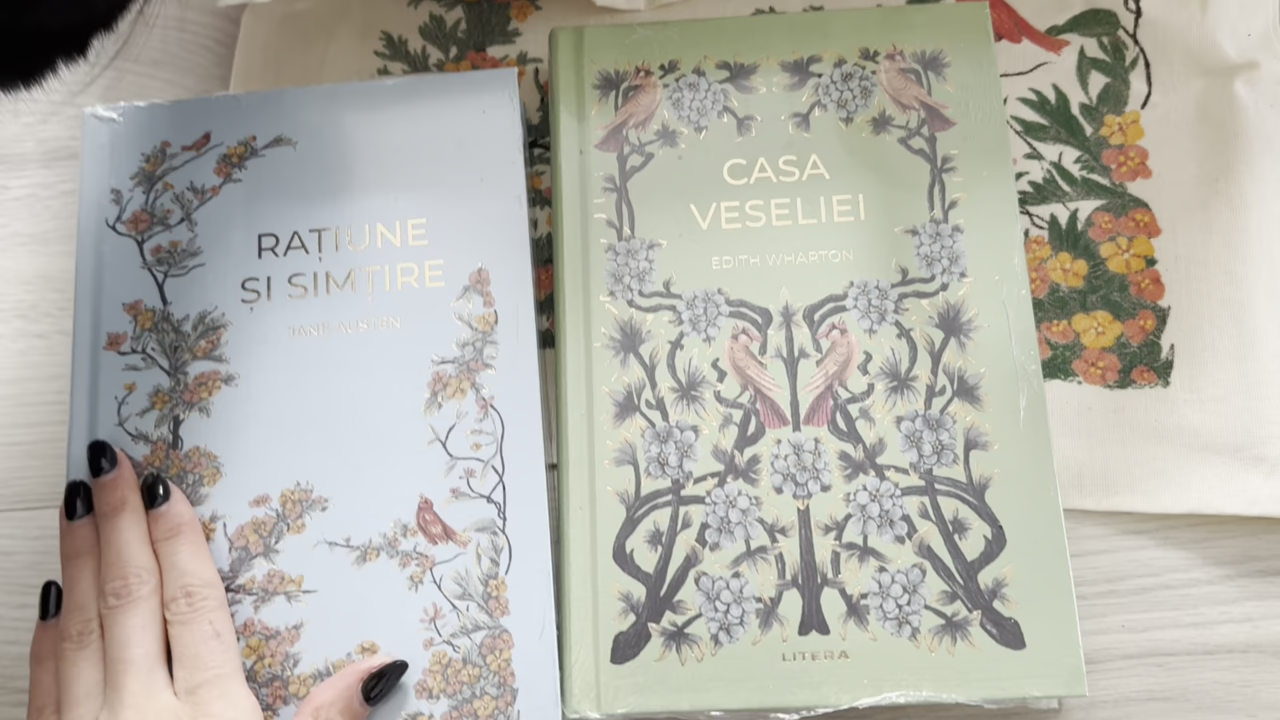 RAȚIUNE
ȘI SIMȚIRE
JANE AUSTEN
CASA
VESELIEI
EDITH WHARTON
LITERA